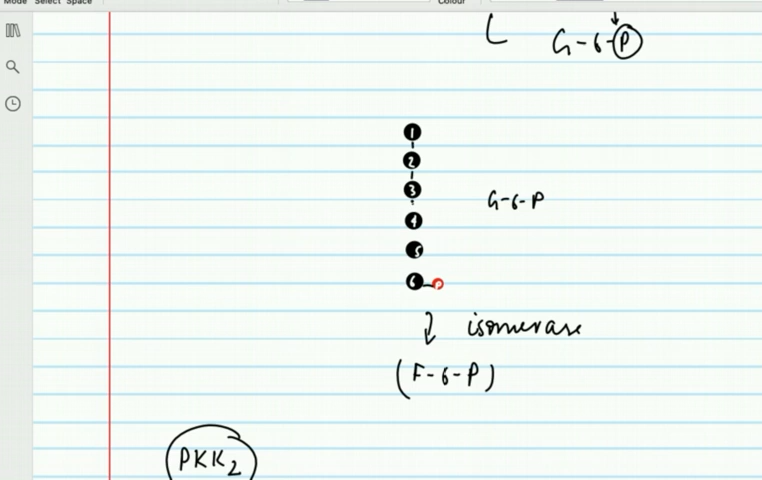 Mode Select Space
Colour
G-6-P
1
2
3
G-6-P
4
5
6
isomerase
(F-6-P)
PKK2